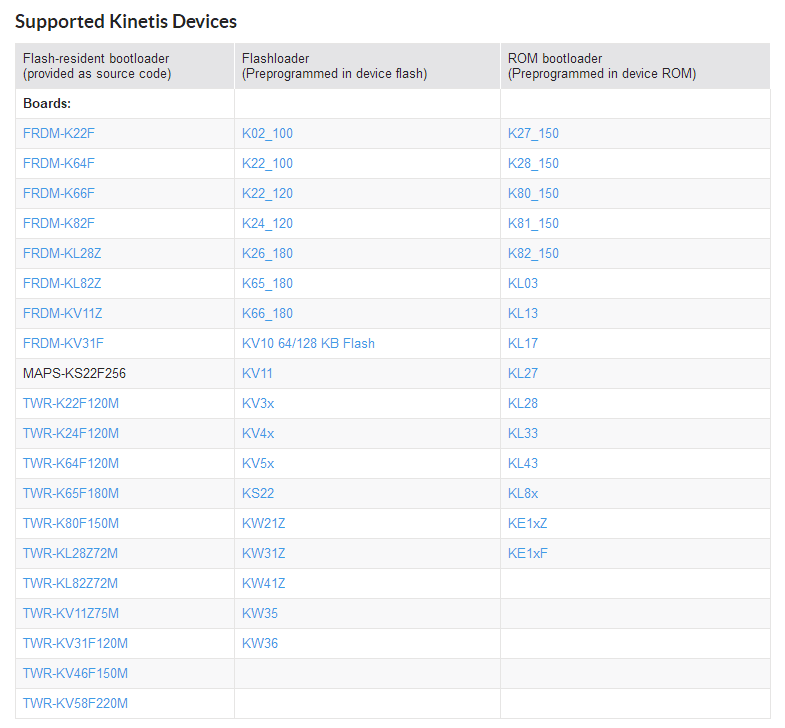 Supported Kinetis Devices
Flash-resident bootloader Flashloader ROM bootloader
(provided as source code) (Preprogrammed in device flash) (Preprogrammed in device ROM)
Boards:
FRDM-K22F K02_100 K27_150
FRDM-K64F K22_100 K28_150
FRDM-K66F K22_120 K80_150
FRDM-K82F K24_120 K81_150
FRDM-KL28Z K26_180 K82_150
FRDM-KL82Z K65_180 KL03
FRDM-KV11Z K66_180 KL13
FRDM-KV31F KV10 64/128 KB Flash KL17
MAPS-KS22F256 KV11 KL27
TWR-K22F120M KV3x KL28
TWR-K24F120M KV4x KL33
TWR-K64F120M KV5x KL43
TWR-K65F180M KS22 KL8x
TWR-K80F150M KW21Z KE1xZ
TWR-KL28Z72M KW31Z KE1xF
TWR-KL82Z72M KW41Z
TWR-KV11Z75M KW35
TWR-KV31F120M KW36
TWR-KV46F150M
TWR-KV58F220M